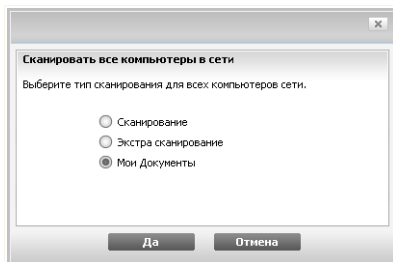 Сканировать все компьютеры в сети
Выберите тип сканирования для всех компьютеров сети.
Сканирование
Экстра сканирование
Мои Документы
Да Отмена